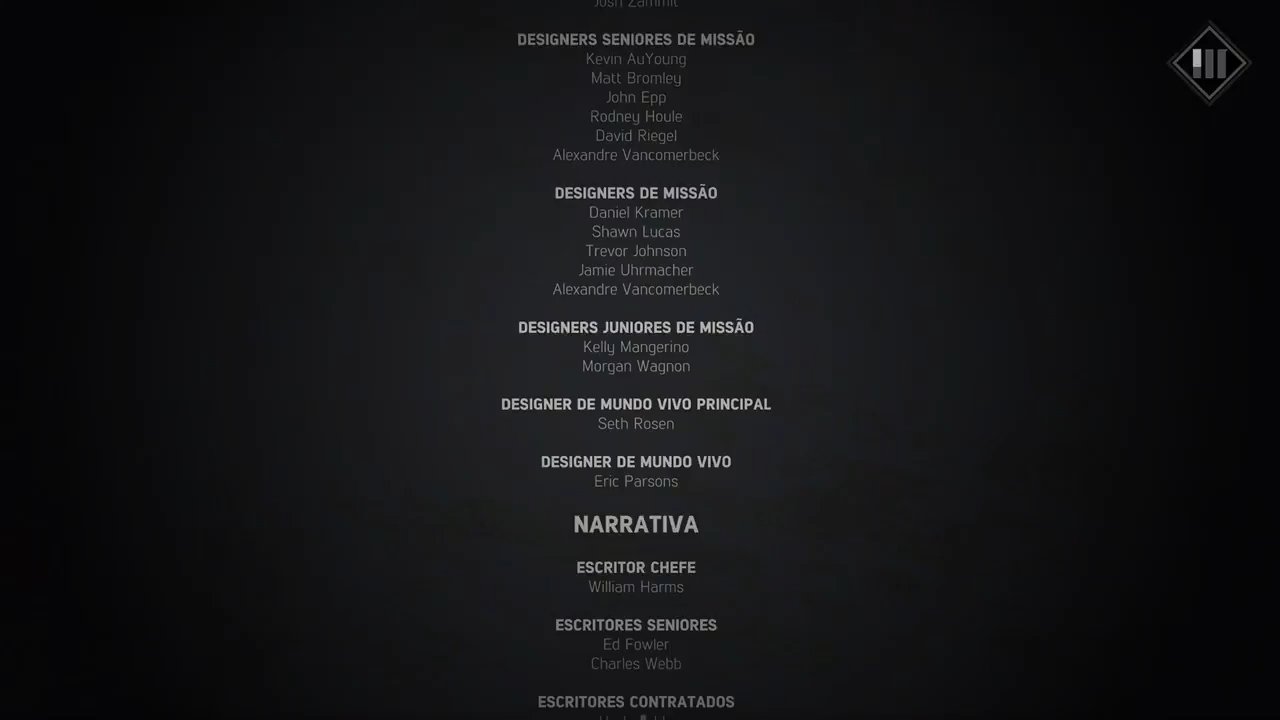 Josh Zammit
DESIGNERS SENIORES DE MISSÃO
Kevin AuYoung
Matt Bromley
John Epp
Rodney Houle
David Riegel
Alexandre Vancomerbeck
DESIGNERS DE MISSÃO
Daniel Kramer
Shawn Lucas
Trevor Johnson
Jamie Uhrmacher
Alexandre Vancomerbeck
DESIGNERS JUNIORES DE MISSÃO
Kelly Mangerino
Morgan Wagnon
DESIGNER DE MUNDO VIVO PRINCIPAL
Seth Rosen
DESIGNER DE MUNDO VIVO
Eric Parsons
NARRATIVA
ESCRITOR CHEFE
William Harms
ESCRITORES SENIORES
Ed Fowler
Charles Webb
ESCRITORES CONTRATADOS